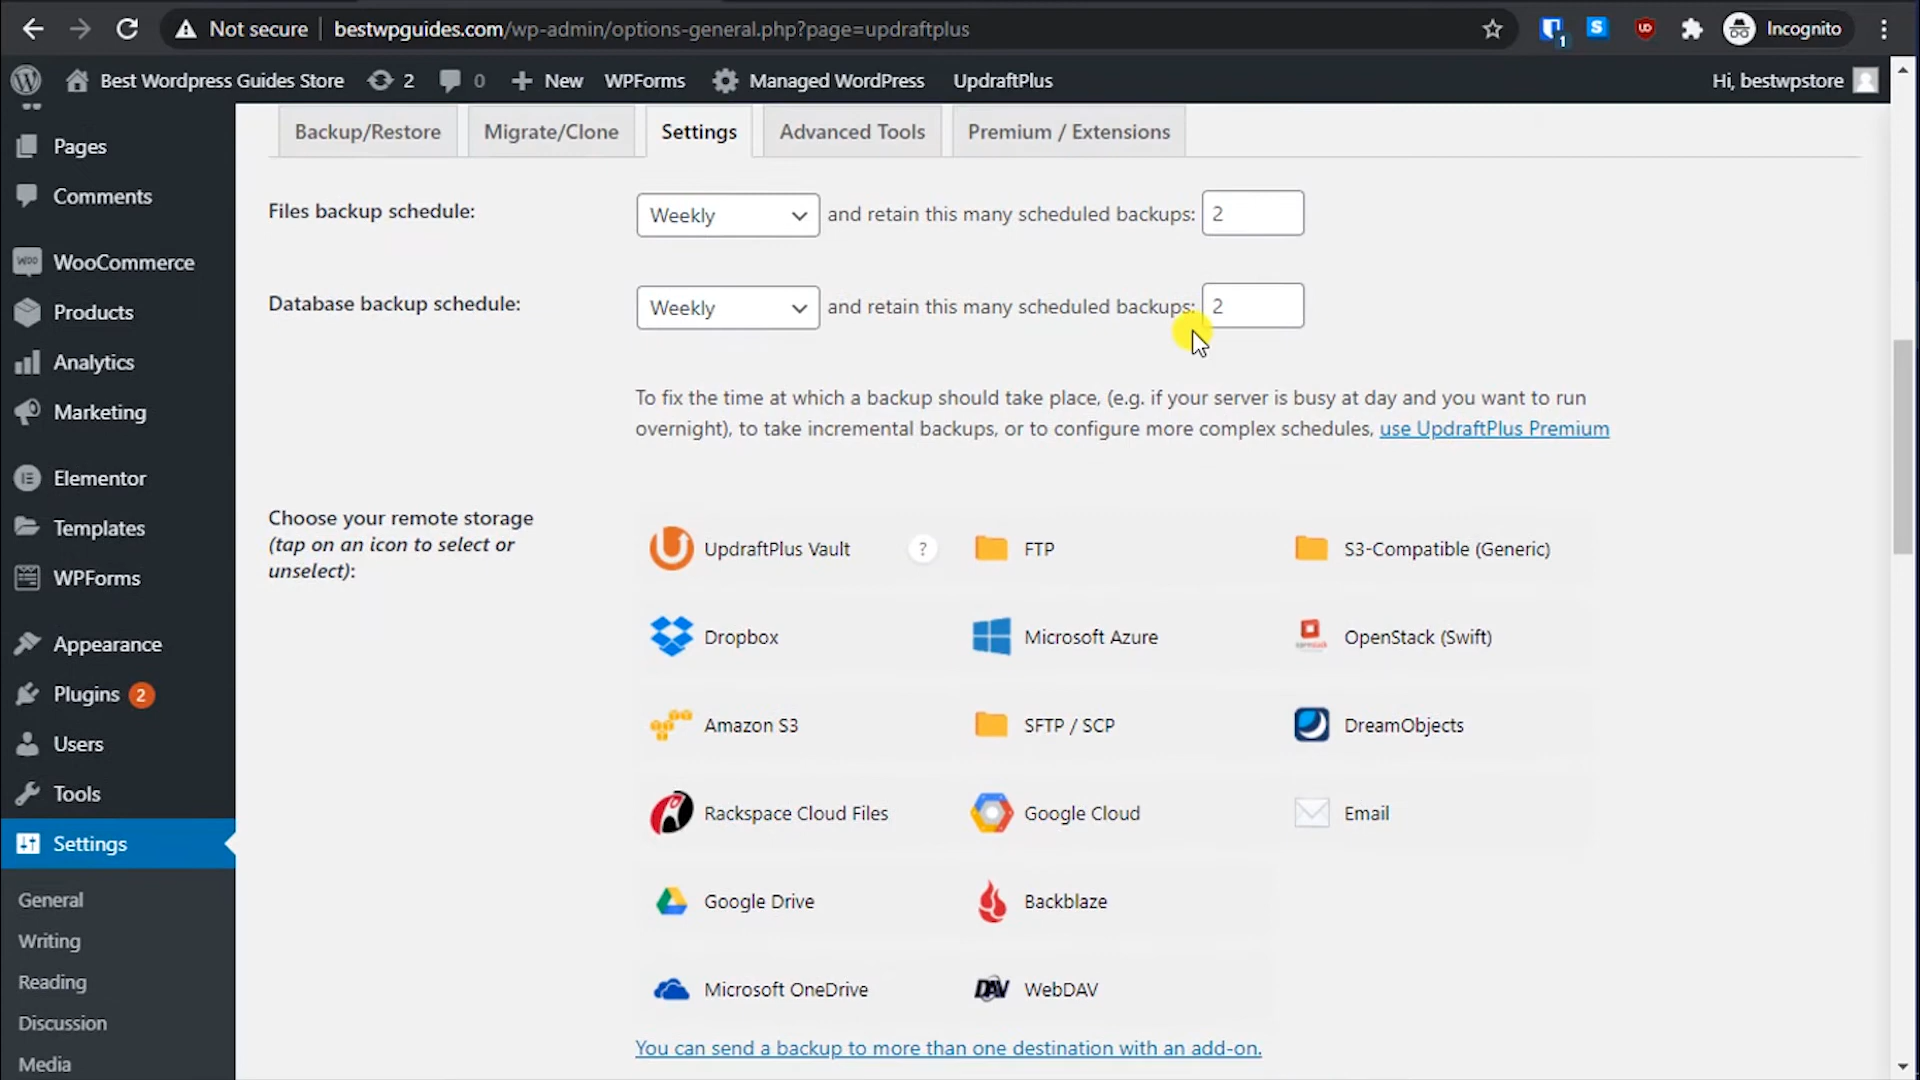 Not secure
bestwpguides.com/wp-admin/options-general.php?page=updraftplus
1
Incognito
Best Wordpress Guides Store
2
0
New
WPForms
Managed WordPress
UpdraftPlus
Hi, bestwpstore
Pages
Comments
WooCommerce
Products
Analytics
Marketing
Elementor
Templates
WPForms
Appearance
Plugins 2
Users
Tools
Settings
General
Writing
Reading
Discussion
Media
Backup/Restore
Migrate/Clone
Settings
Advanced Tools
Premium / Extensions
Files backup schedule:
Weekly
and retain this many scheduled backups: 2
Database backup schedule:
Weekly
and retain this many scheduled backups: 2
To fix the time at which a backup should take place, (e.g. if your server is busy at day and you want to run
overnight), to take incremental backups, or to configure more complex schedules, use UpdraftPlus Premium
Choose your remote storage
(tap on an icon to select or
unselect):
UpdraftPlus Vault ?
FTP
S3-Compatible (Generic)
Dropbox
Microsoft Azure
OpenStack (Swift)
Amazon S3
SFTP / SCP
DreamObjects
Rackspace Cloud Files
Google Cloud
Email
Google Drive
Backblaze
Microsoft OneDrive
DAV
WebDAV
You can send a backup to more than one destination with an add-on.